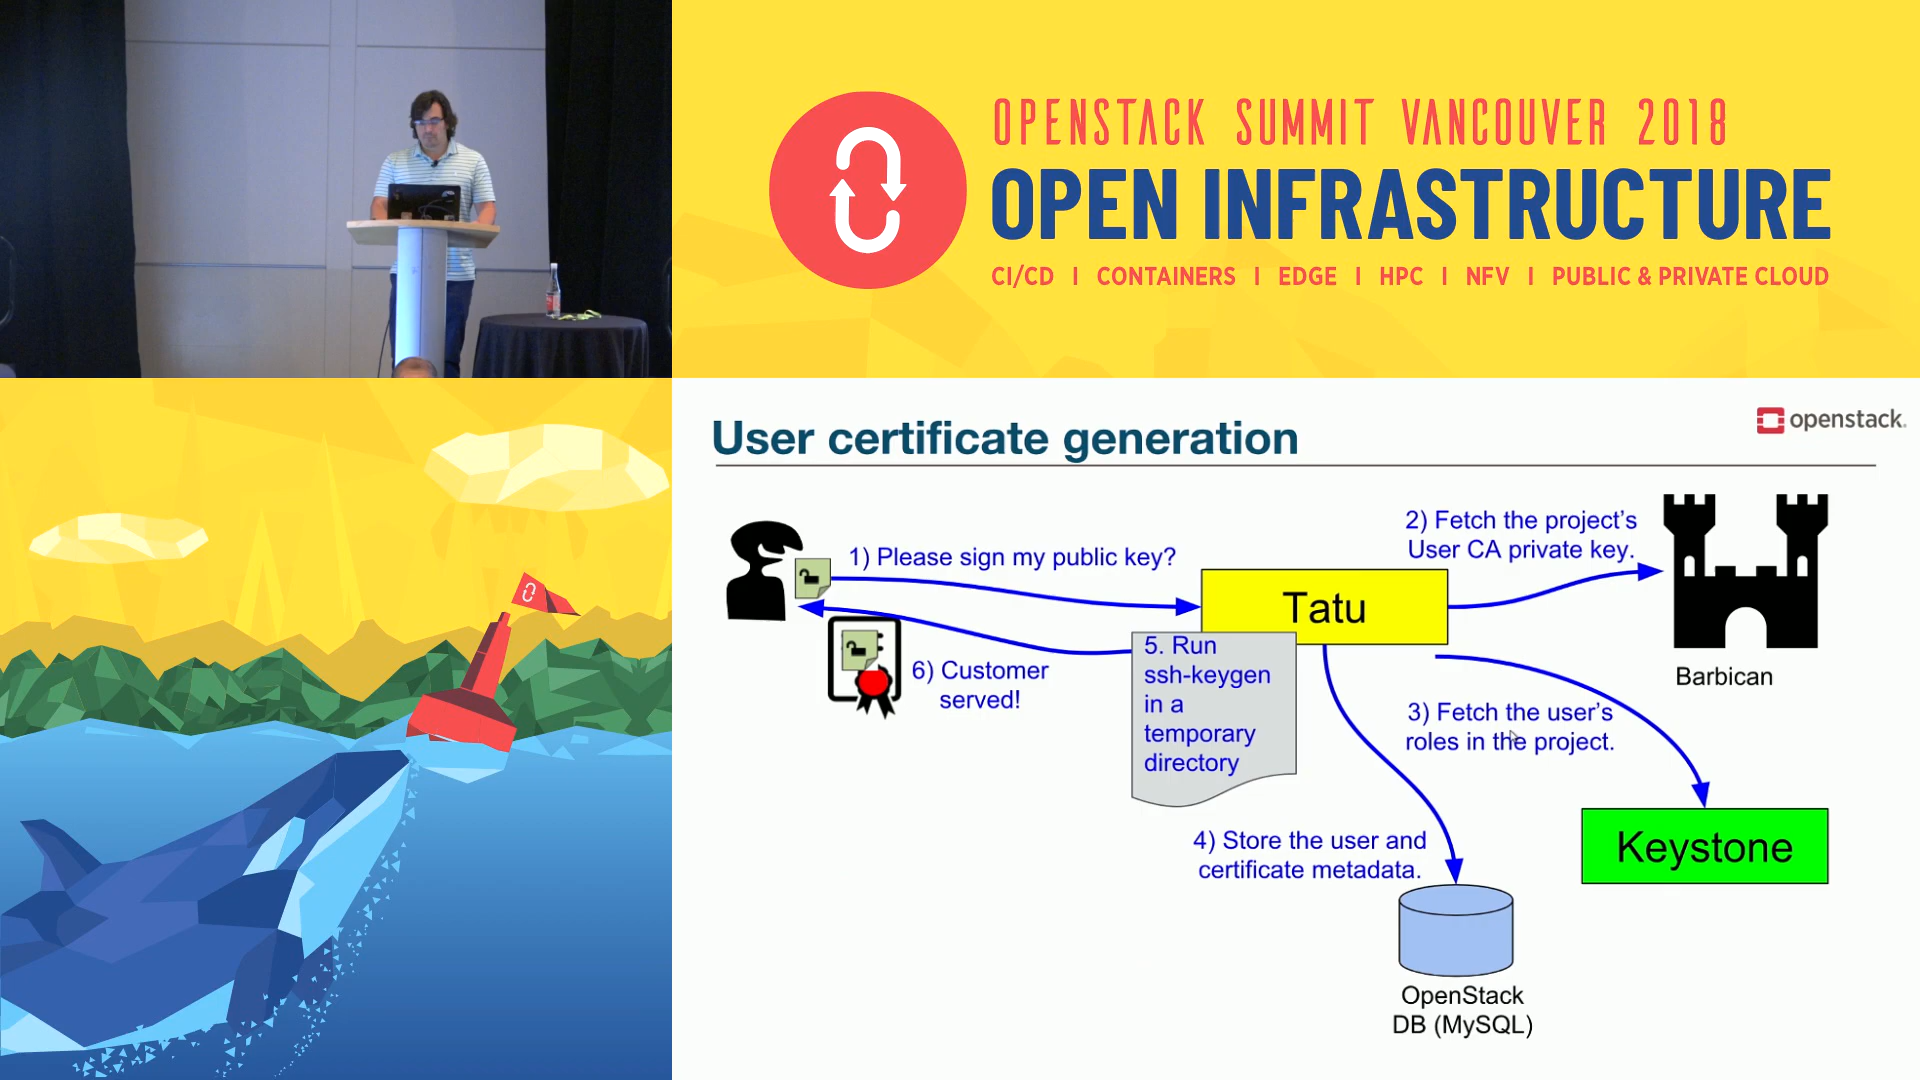 OPENSTACK SUMMIT VANCOUVER 2018
OPEN INFRASTRUCTURE
CI/CD I CONTAINERS I EDGE I HPC I NFV I PUBLIC & PRIVATE CLOUD
User certificate generation
openstack.
1) Please sign my public key?
2) Fetch the project's
User CA private key.
Tatu
Barbican
5. Run
ssh-keygen
in a
temporary
directory
6) Customer
served!
3) Fetch the user's
roles in the project.
4) Store the user and
certificate metadata.
Keystone
OpenStack
DB (MySQL)